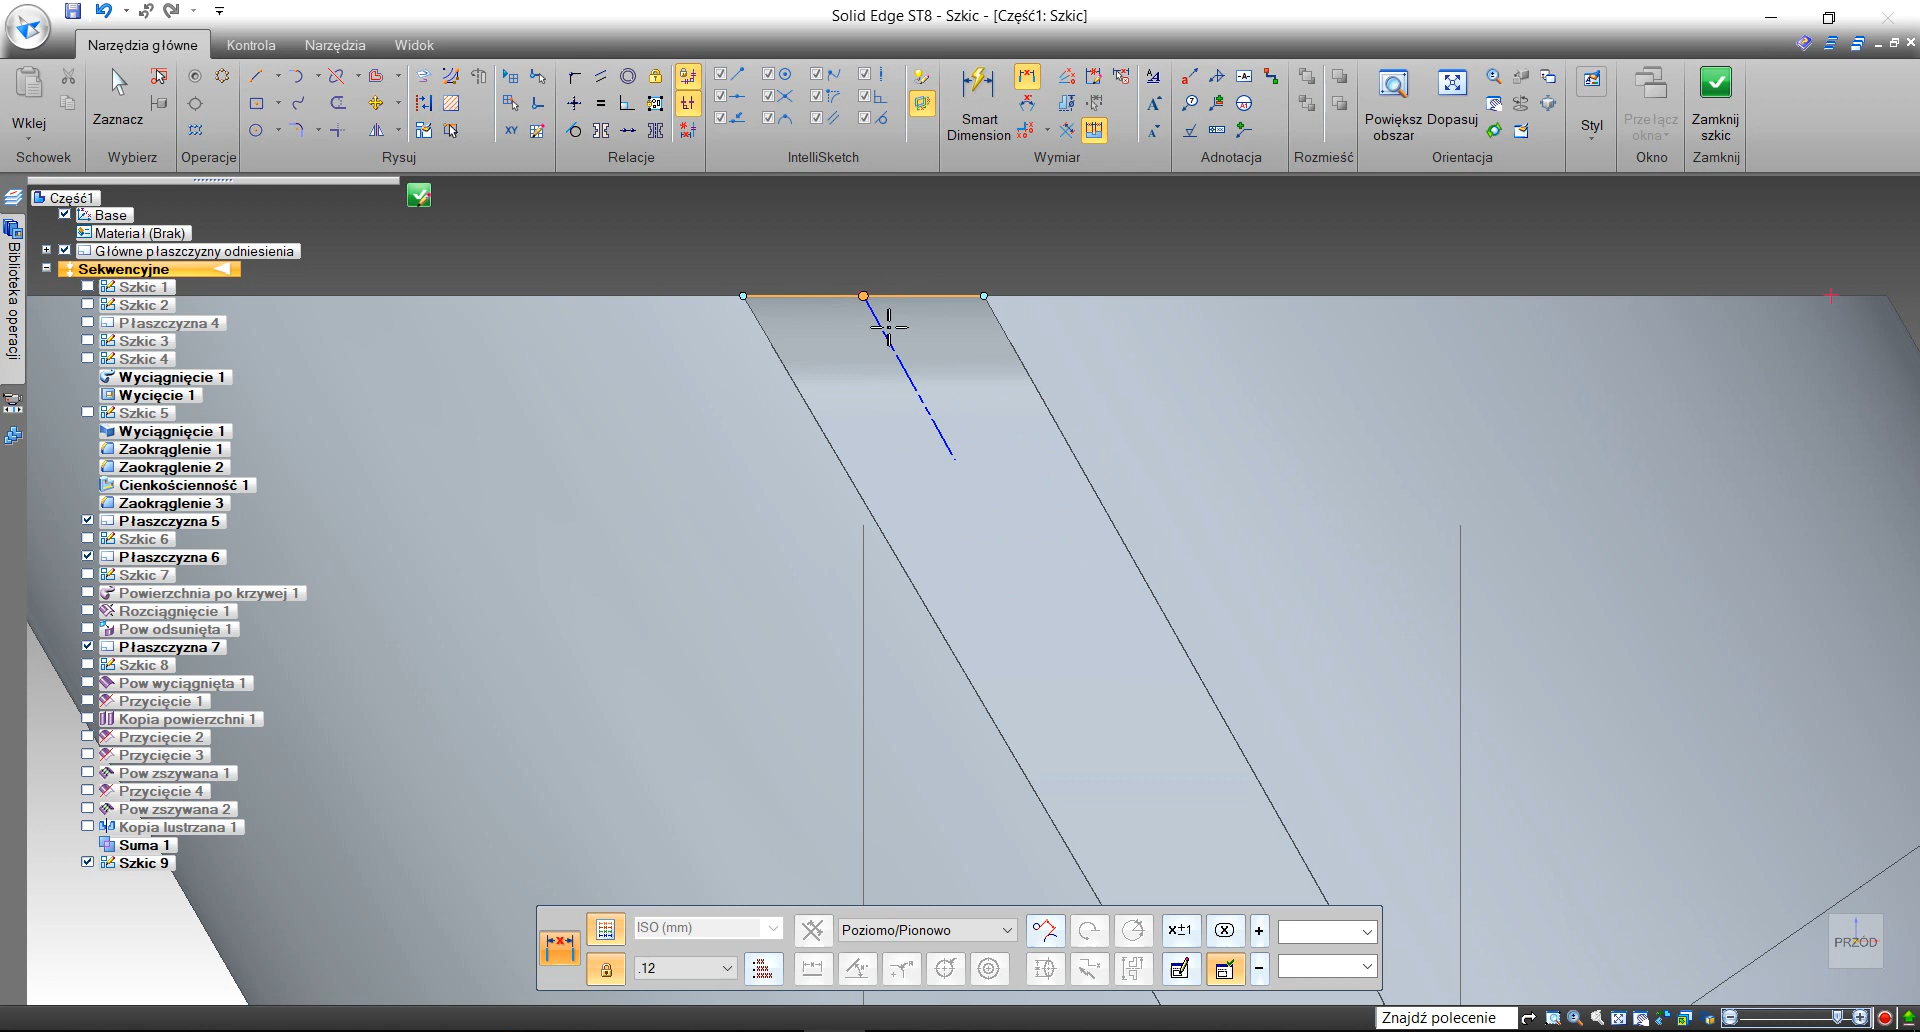 Solid Edge ST8 - Szkic - [Część1: Szkic]
Narzędzia główne
Kontrola
Narzędzia
Widok
Wklej
Zaznacz
Smart
Dimension
Powiększ
obszar
Dopasuj
Styl
Przełącz
okna
Zamknij
szkic
Schowek
Wybierz
Operacje
Rysuj
Relacje
IntelliSketch
Wymiar
Adnotacja
Rozmieść
Orientacja
Okno
Zamknij
Biblioteka operacji
Część1
Base
Materiał (Brak)
Główne płaszczyzny odniesienia
Sekwencyjne
Szkic 1
Szkic 2
Płaszczyzna 4
Szkic 3
Szkic 4
Wyciągnięcie 1
Wycięcie 1
Szkic 5
Wyciągnięcie 1
Zaokrąglenie 1
Zaokrąglenie 2
Cienkościenność 1
Zaokrąglenie 3
Płaszczyzna 5
Szkic 6
Płaszczyzna 6
Szkic 7
Powierzchnia po krzywej 1
Rozciągnięcie 1
Pow odsunięta 1
Płaszczyzna 7
Szkic 8
Pow wyciągnięta 1
Przycięcie 1
Kopia powierzchni 1
Przycięcie 2
Przycięcie 3
Pow zszywana 1
Przycięcie 4
Pow zszywana 2
Kopia lustrzana 1
Suma 1
Szkic 9
ISO (mm)
Poziomo/Pionowo
x±1
(x)
+
.12
−
PRZÓD
Znajdź polecenie